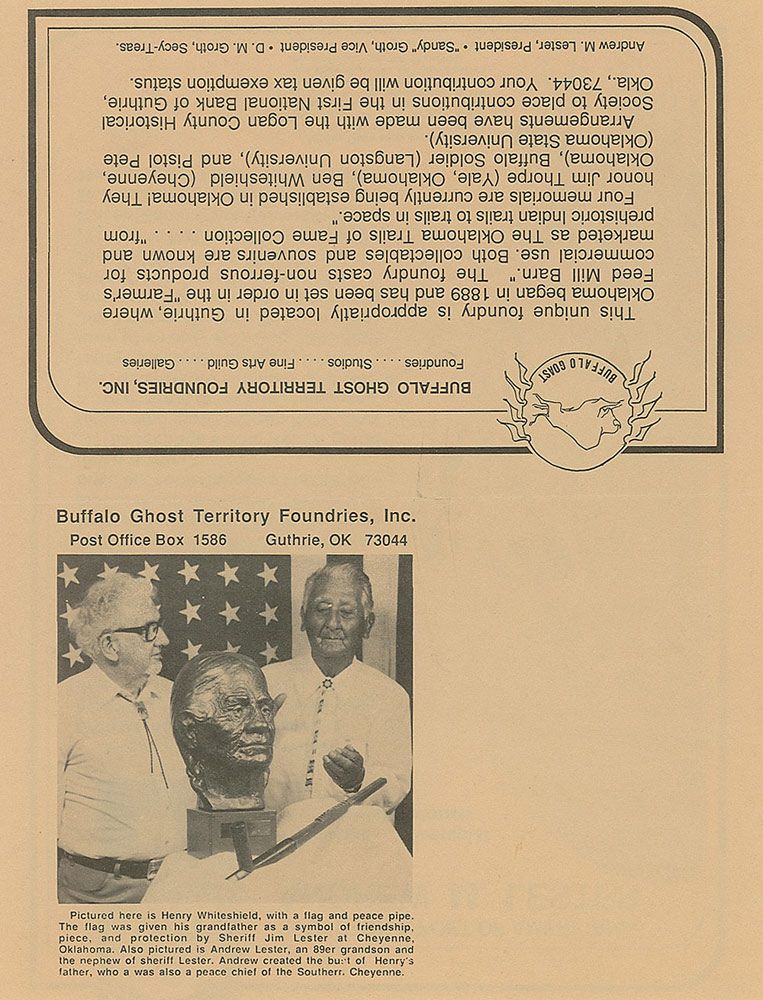 BUFFALO
BUFFALO GHOST TERRITORY FOUNDRIES, INC.
Foundries . . . . Studios . . . . Fine Arts Guild . . . . Galleries
This unique foundry is appropriatly located in Guthrie, where
Oklahoma began in 1889 and has been set in order in the "Farmer's
Feed Mill Barn." The foundry casts non-ferrous products for
commercial use. Both collectables and souvenirs are known and
marketed as The Oklahoma Trails of Fame Collection . . . . "from
prehistoric Indian trails to trails in space."
Four memorials are currently being established in Oklahoma! They
honor Jim Thorpe (Yale, Oklahoma), Ben Whiteshield (Cheyenne,
Oklahoma), Buffalo Soldier (Langston University), and Pistol Pete
(Oklahoma State University).
Arrangements have been made with the Logan County Historical
Society to place contributions in the First National Bank of Guthrie,
Okla., 73044. Your contribution will be given tax exemption status.
Andrew M. Lester, President • "Sandy" Groth, Vice President • D. M. Groth, Secy-Treas.
Buffalo Ghost Territory Foundries, Inc.
Post Office Box 1586 Guthrie, OK 73044
Pictured here is Henry Whiteshield, with a flag and peace pipe.
The flag was given his grandfather as a symbol of friendship,
piece, and protection by Sheriff Jim Lester at Cheyenne,
Oklahoma. Also pictured is Andrew Lester, an 89er grandson and
the nephew of sheriff Lester. Andrew created the bust of Henry's
father, who a was also a peace chief of the Southern Cheyenne.